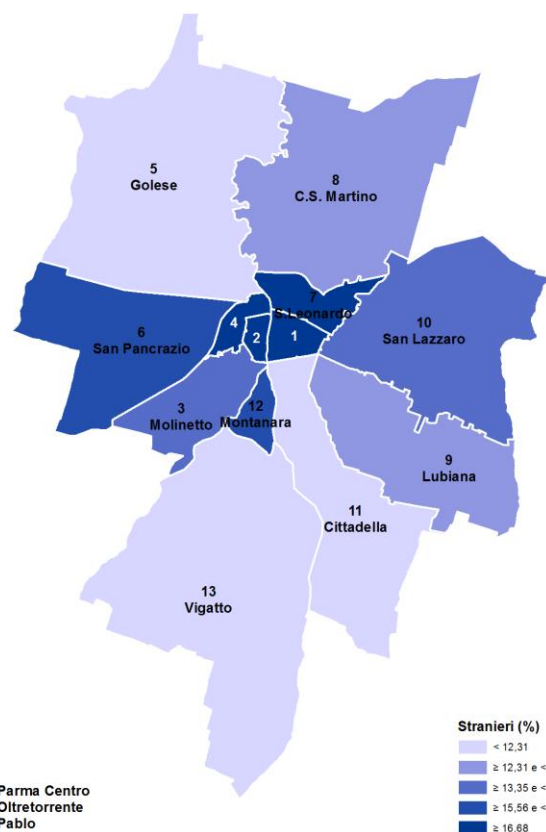 5
Golese
8
C.S. Martino
7
S.Leonardo
10
San Lazzaro
6
San Pancrazio
4
2
1
3
Molinetto
12
Montanara
9
Lubiana
11
Cittadella
13
Vigatto
Stranieri (%)
< 12,31
≥ 12,31 e <
≥ 13,35 e <
≥ 15,56 e <
≥ 16,68
Parma Centro
Oltretorrente
Pablo